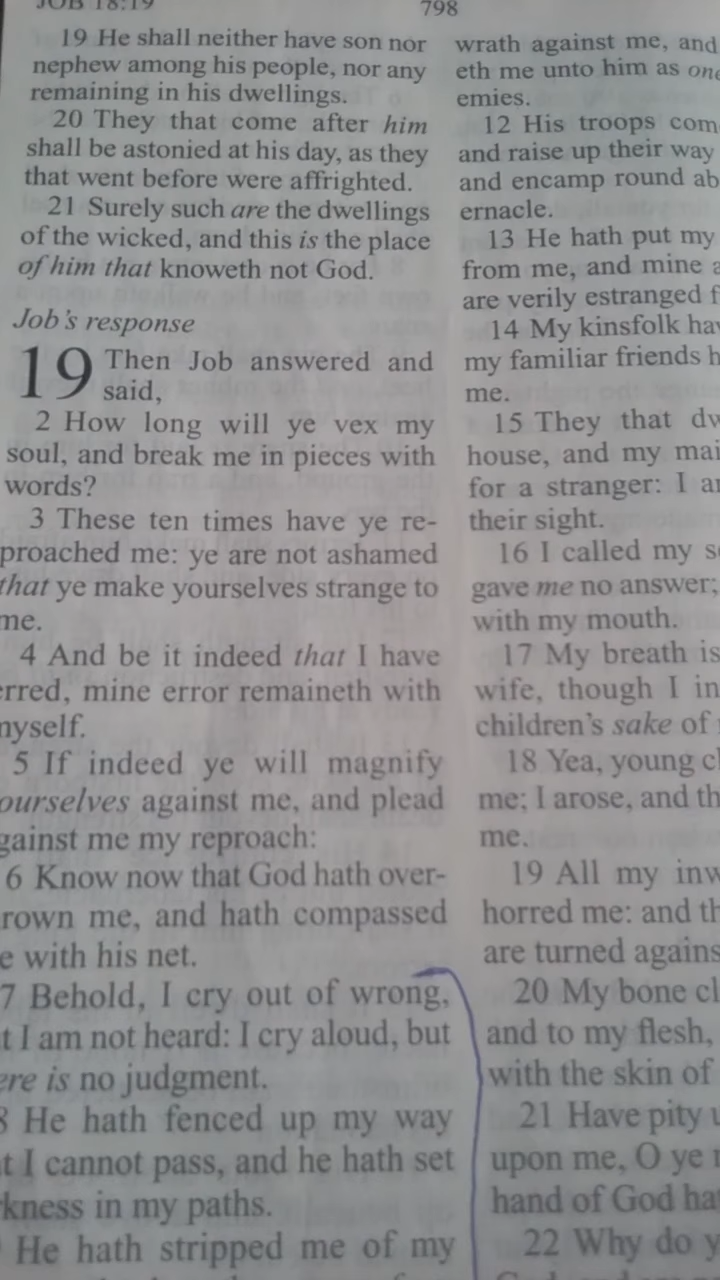 JOB 18:19
798
19 He shall neither have son nor
nephew among his people, nor any
remaining in his dwellings.
20 They that come after him
shall be astonied at his day, as they
that went before were affrighted.
21 Surely such are the dwellings
of the wicked, and this is the place
of him that knoweth not God.
Job's response
19 Then Job answered and
said,
2 How long will ye vex my
soul, and break me in pieces with
words?
3 These ten times have ye re-
proached me: ye are not ashamed
that ye make yourselves strange to
me.
4 And be it indeed that I have
erred, mine error remaineth with
myself.
5 If indeed ye will magnify
ourselves against me, and plead
gainst me my reproach:
6 Know now that God hath over-
rown me, and hath compassed
e with his net.
7 Behold, I cry out of wrong,
t I am not heard: I cry aloud, but
ere is no judgment.
8 He hath fenced up my way
t I cannot pass, and he hath set
kness in my paths.
He hath stripped me of my
wrath against me, and
eth me unto him as one
emies.
12 His troops com
and raise up their way
and encamp round ab
ernacle.
13 He hath put my
from me, and mine a
are verily estranged f
14 My kinsfolk hav
my familiar friends h
me.
15 They that dw
house, and my mai
for a stranger: I a
their sight.
16 I called my s
gave me no answer;
with my mouth.
17 My breath is
wife, though I in
children's sake of
18 Yea, young c
me; I arose, and th
me.
19 All my inw
horred me: and th
are turned agains
20 My bone cl
and to my flesh,
with the skin of
21 Have pity u
upon me, O ye
hand of God ha
22 Why do y